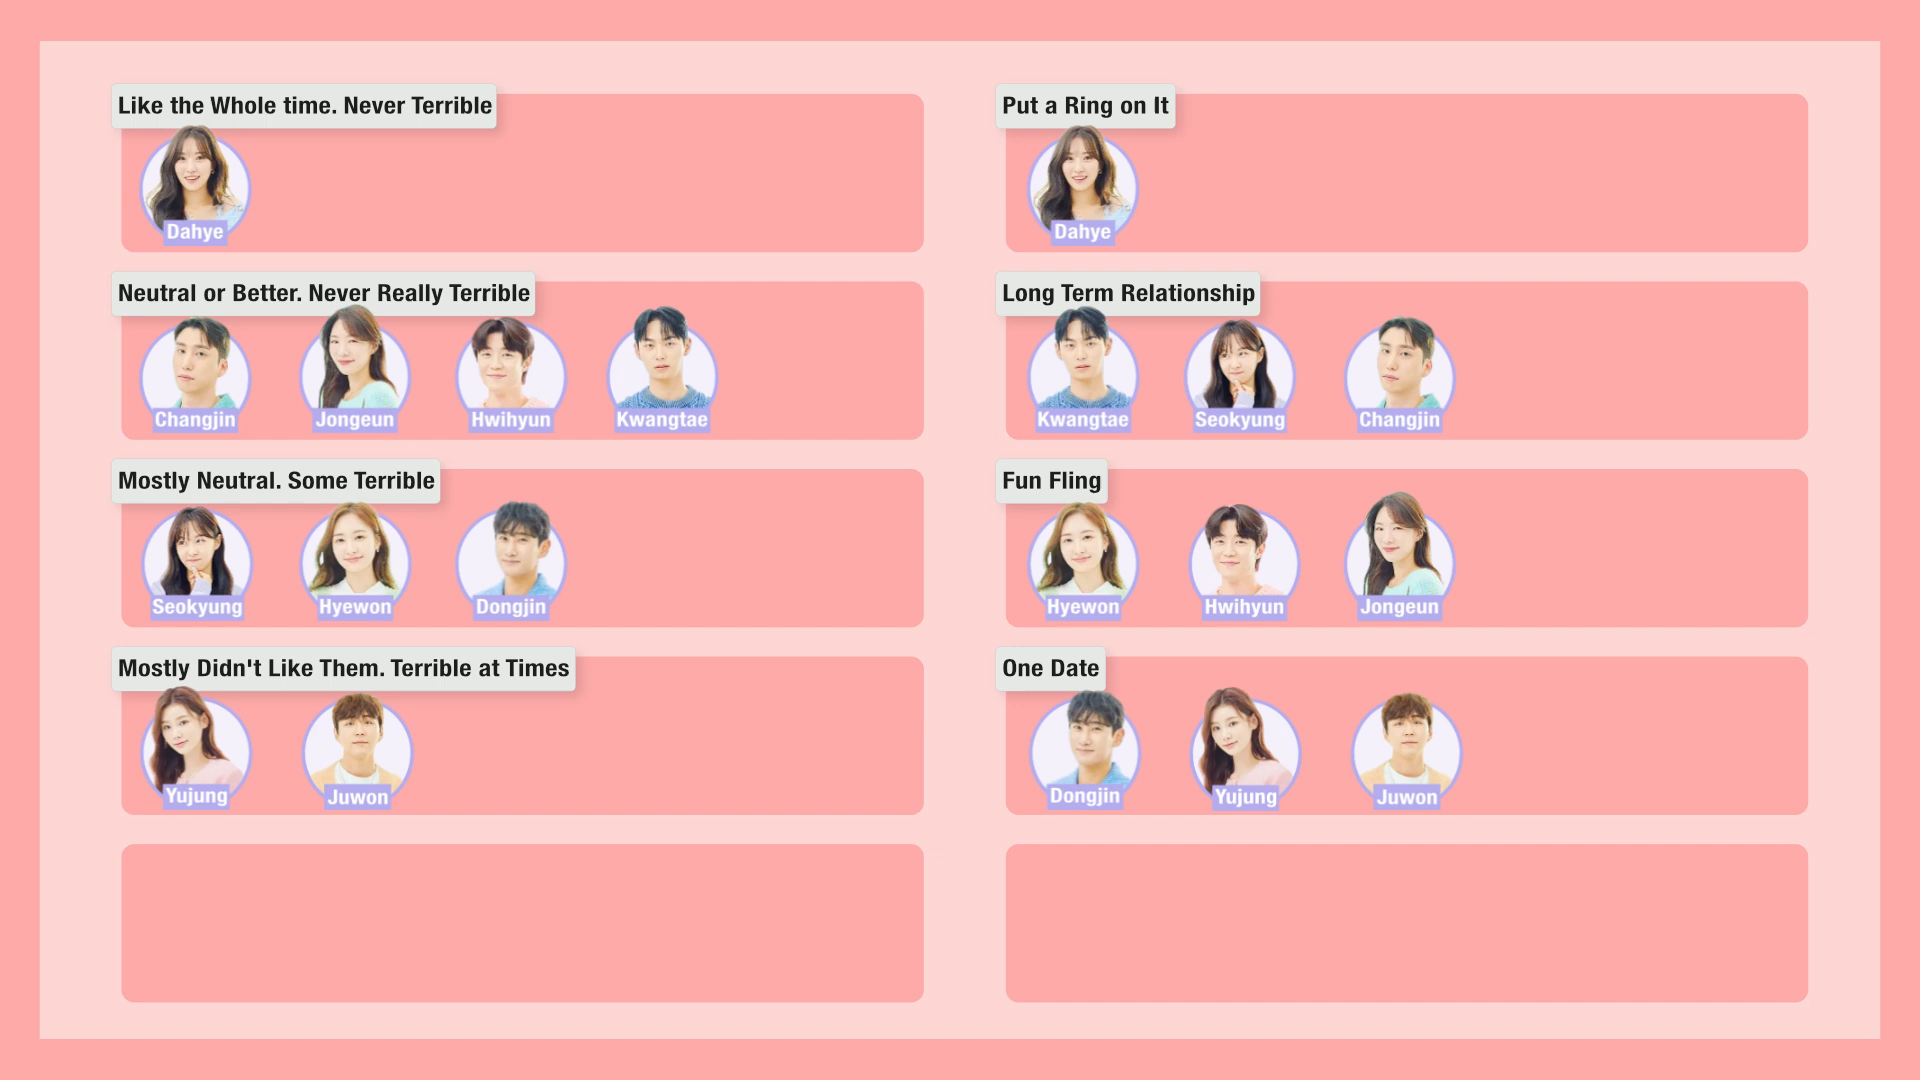 Like the Whole time. Never Terrible
Dahye
Neutral or Better. Never Really Terrible
Changjin
Jongeun
Hwihyun
Kwangtae
Mostly Neutral. Some Terrible
Seokyung
Hyewon
Dongjin
Mostly Didn't Like Them. Terrible at Times
Yujung
Juwon
Put a Ring on It
Dahye
Long Term Relationship
Kwangtae
Seokyung
Changjin
Fun Fling
Hyewon
Hwihyun
Jongeun
One Date
Dongjin
Yujung
Juwon